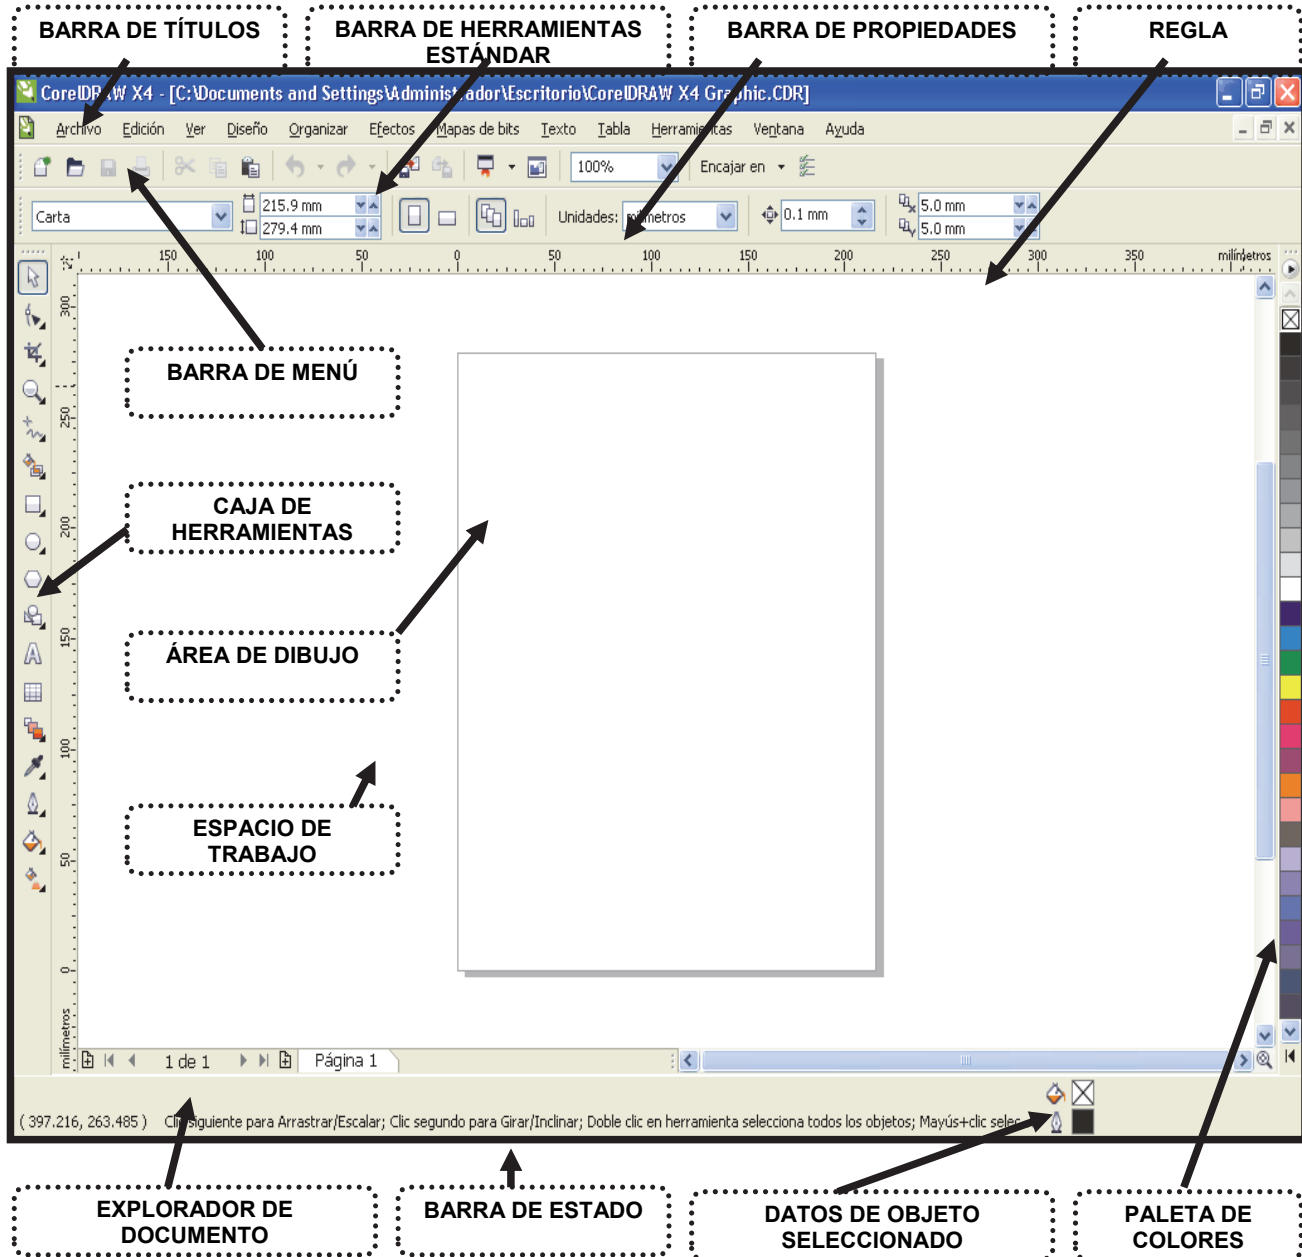 BARRA DE TÍTULOS
BARRA DE HERRAMIENTAS
ESTÁNDAR
BARRA DE PROPIEDADES
REGLA
CorelDRAW X4 - [C:\Documents and Settings\Administrador\Escritorio\CorelDRAW X4 Graphic.CDR]
Archivo Edición Ver Diseño Organizar Efectos Mapas de bits Texto Tabla Herramientas Ventana Ayuda
100% Encajar en
Carta 215.9 mm 279.4 mm Unidades: milímetros 0.1 mm 5.0 mm 5.0 mm
150 100 50 0 50 100 150 200 250 300 350 milímetros
300
BARRA DE MENÚ
250
CAJA DE
HERRAMIENTAS
200
150
ÁREA DE DIBUJO
100
ESPACIO DE
TRABAJO
50
0
milímetros
1 de 1 Página 1
( 397.216, 263.485 ) Clic siguiente para Arrastrar/Escalar; Clic segundo para Girar/Inclinar; Doble clic en herramienta selecciona todos los objetos; Mayús+clic selec
EXPLORADOR DE
DOCUMENTO
BARRA DE ESTADO
DATOS DE OBJETO
SELECCIONADO
PALETA DE
COLORES